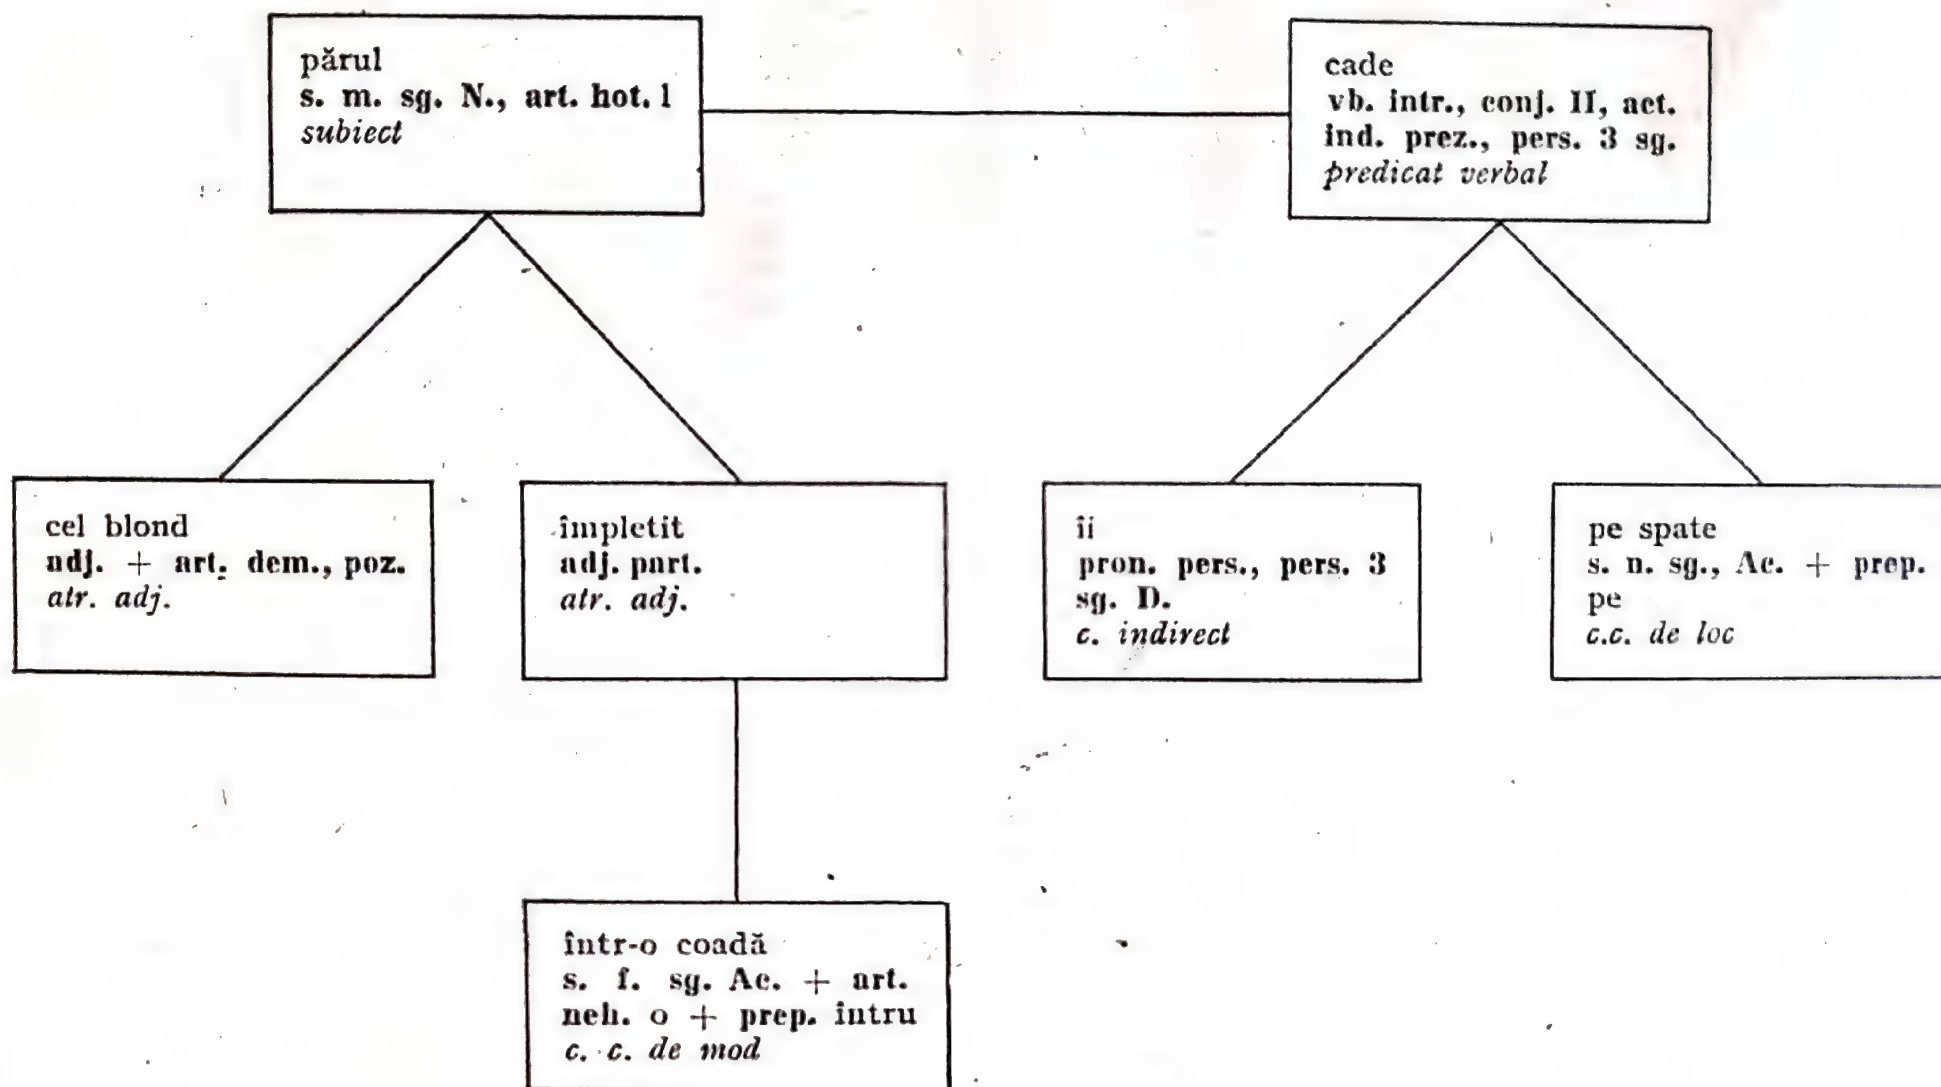 părul
s. m. sg. N., art. hot. l
subiect
cade
vb. intr., conj. II, act.
ind. prez., pers. 3 sg.
predicat verbal
cel blond
adj. + art. dem., poz.
atr. adj.
împletit
adj. part.
atr. adj.
îi
pron. pers., pers. 3
sg. D.
c. indirect
pe spate
s. n. sg., Ac. + prep.
pe
c.c. de loc
într-o coadă
s. f. sg. Ac. + art.
neh. o + prep. întru
c. c. de mod